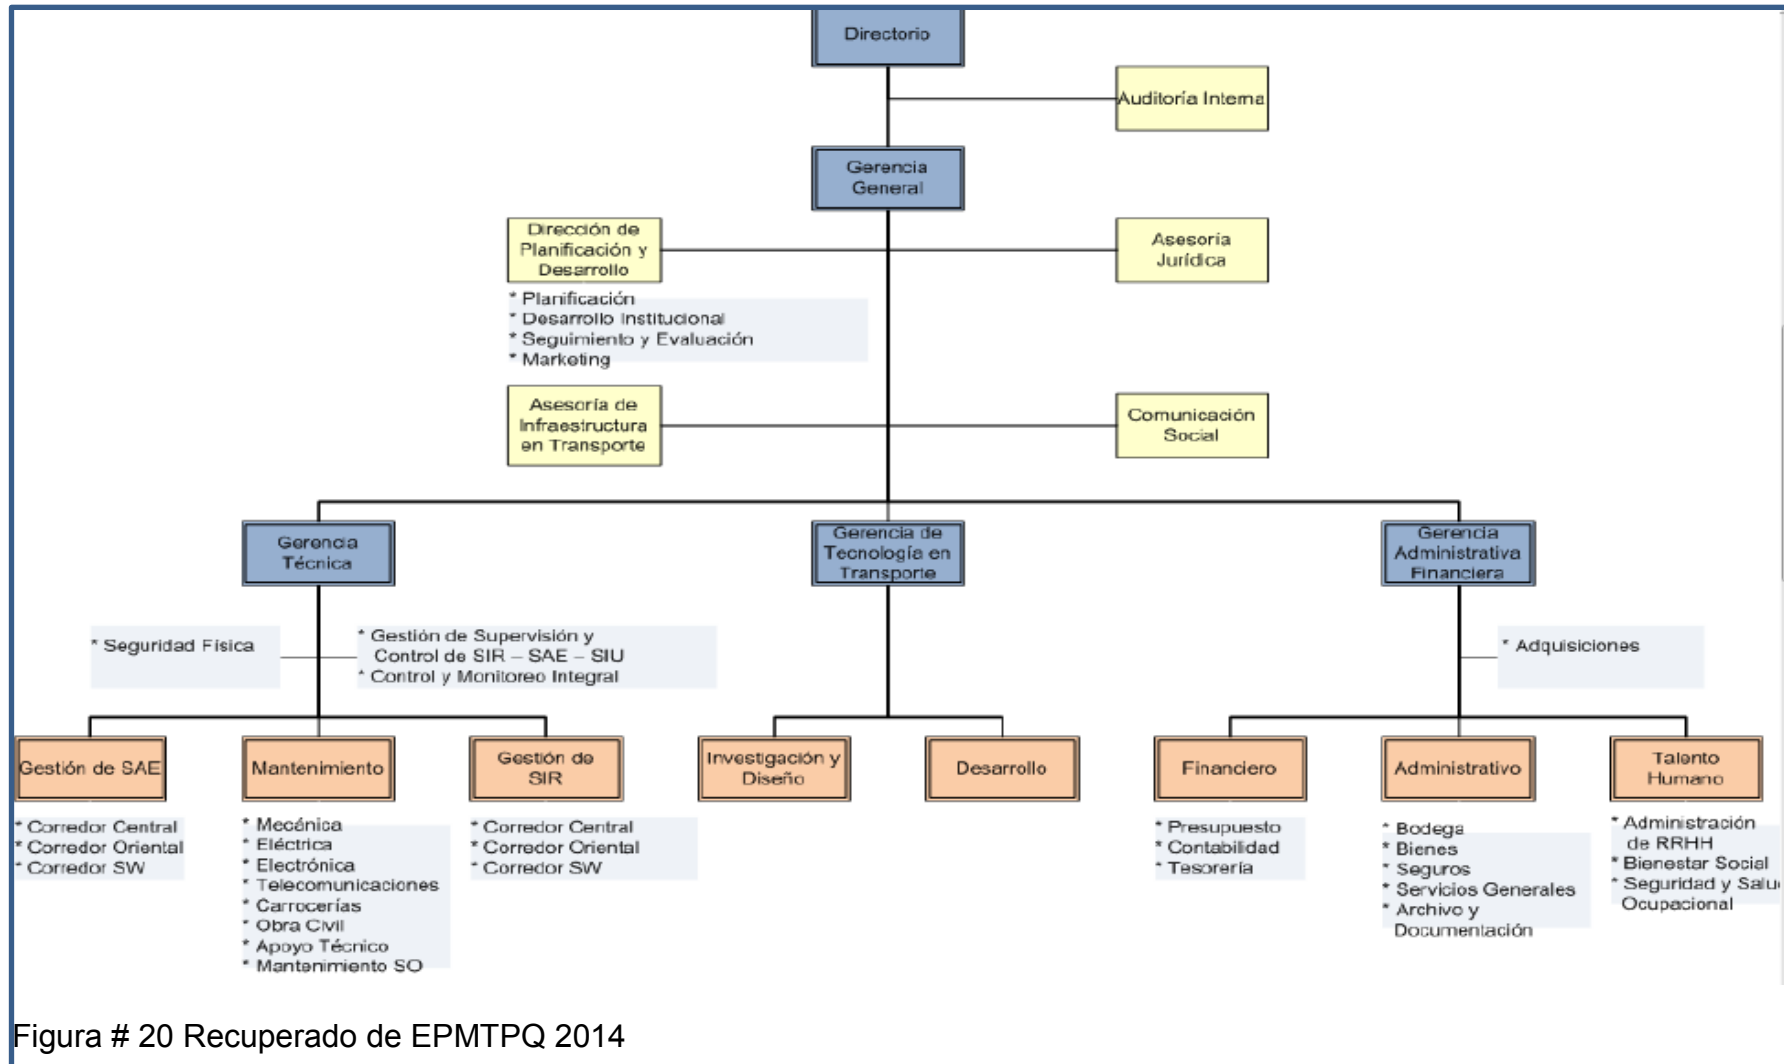 Directorio
Auditoría Interna
Gerencia
General
Dirección de
Planificación y
Desarrollo
Asesoría
Jurídica
* Planificación
* Desarrollo Institucional
* Seguimiento y Evaluación
* Marketing
Asesoría de
Infraestructura
en Transporte
Comunicación
Social
Gerencia
Técnica
Gerencia de
Tecnología en
Transporte
Gerencia
Administrativa
Financiera
* Seguridad Física
* Gestión de Supervisión y
Control de SIR – SAE – SIU
* Control y Monitoreo Integral
* Adquisiciones
Gestión de SAE
Mantenimiento
Gestión de
SIR
Investigación y
Diseño
Desarrollo
Financiero
Administrativo
Talento
Humano
* Corredor Central
* Corredor Oriental
* Corredor SW
* Mecánica
* Eléctrica
* Electrónica
* Telecomunicaciones
* Carrocerías
* Obra Civil
* Apoyo Técnico
* Mantenimiento SO
* Corredor Central
* Corredor Oriental
* Corredor SW
* Presupuesto
* Contabilidad
* Tesorería
* Bodega
* Bienes
* Seguros
* Servicios Generales
* Archivo y
Documentación
* Administración
de RRHH
* Bienestar Social
* Seguridad y Salu
Ocupacional
Figura # 20 Recuperado de EPMTPQ 2014